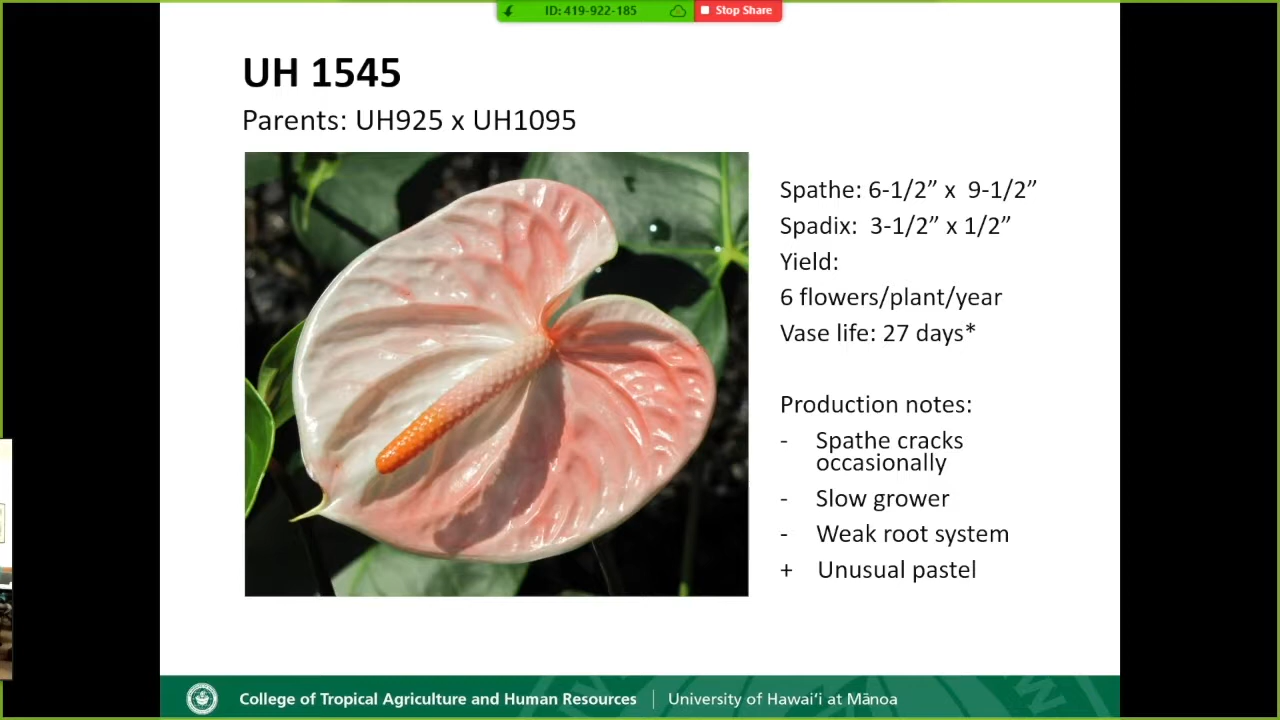 ID: 419-922-185
Stop Share
UH 1545
Parents: UH925 x UH1095
Spathe: 6-1/2” x  9-1/2”
Spadix:  3-1/2” x 1/2”
Yield:
6 flowers/plant/year
Vase life: 27 days*
Production notes:
- Spathe cracks
occasionally
- Slow grower
- Weak root system
+ Unusual pastel
College of Tropical Agriculture and Human Resources | University of Hawaiʻi at Mānoa